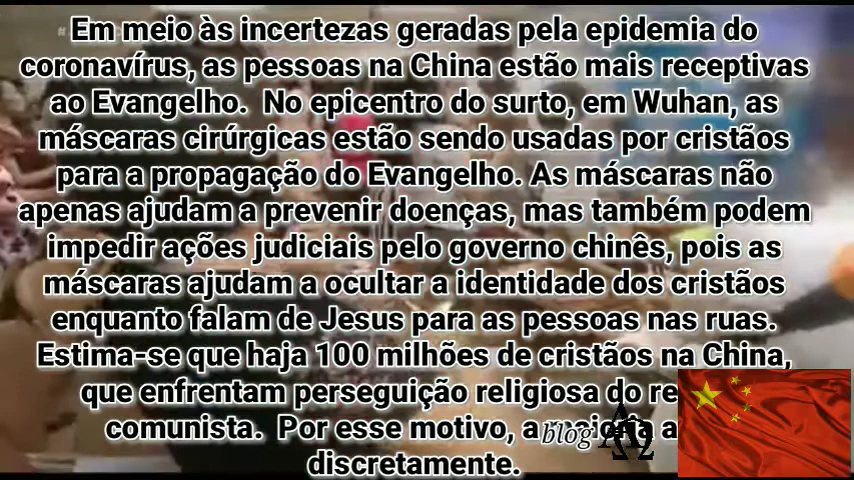 Em meio às incertezas geradas pela epidemia do
coronavírus, as pessoas na China estão mais receptivas
ao Evangelho. No epicentro do surto, em Wuhan, as
máscaras cirúrgicas estão sendo usadas por cristãos
para a propagação do Evangelho. As máscaras não
apenas ajudam a prevenir doenças, mas também podem
impedir ações judiciais pelo governo chinês, pois as
máscaras ajudam a ocultar a identidade dos cristãos
enquanto falam de Jesus para as pessoas nas ruas.
Estima-se que haja 100 milhões de cristãos na China,
que enfrentam perseguição religiosa do
comunista. Por esse motivo, a
blog ΑΩ
discretamente.